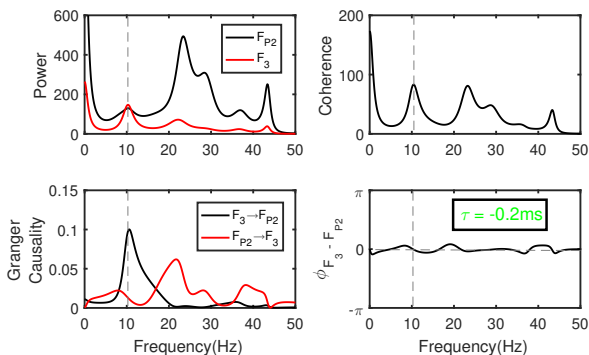 600
400
200
0
Power
F_P2
F_3
0 10 20 30 40 50
200
100
0
Coherence
0 10 20 30 40 50
0.15
0.1
0.05
0
Granger
Causality
F_3→F_P2
F_P2→F_3
0 10 20 30 40 50
Frequency(Hz)
π
0
-π
ϕ_F_3 - F_P2
τ = -0.2ms
0 10 20 30 40 50
Frequency(Hz)